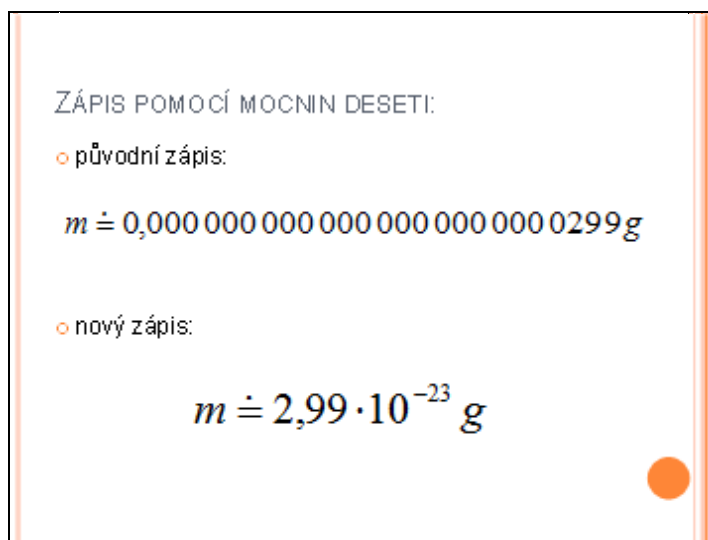 ZÁPIS POMOCÍ MOCNIN DESETI:
původní zápis:
m ≐ 0,000 000 000 000 000 000 000 0299 g
nový zápis:
m ≐ 2,99 · 10⁻²³ g